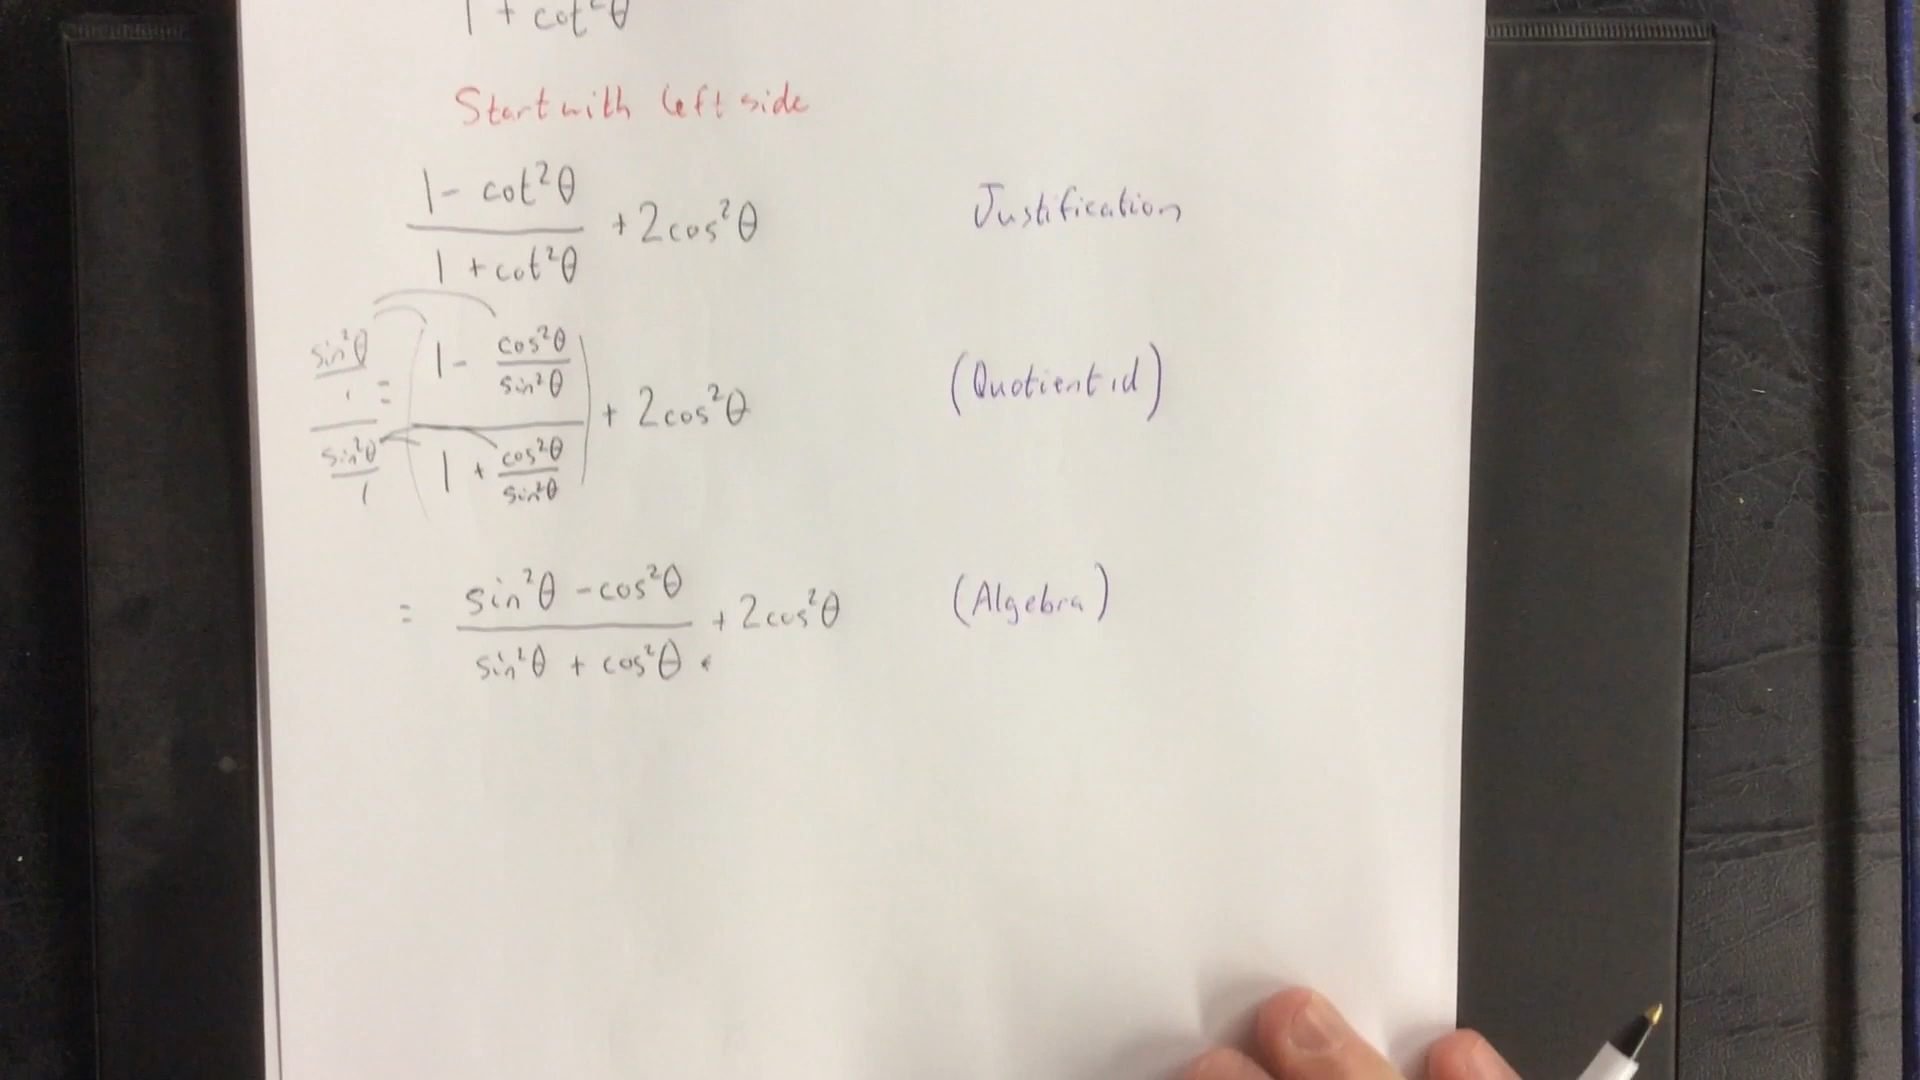 1 + cot²θ
Start with left side
1 - cot²θ
+ 2cos²θ
1 + cot²θ
Justification
sin²θ
1
sin²θ
1
=
1 - cos²θ/sin²θ
+ 2cos²θ
1 + cos²θ/sin²θ
(Quotient id)
= sin²θ - cos²θ
+ 2cos²θ
sin²θ + cos²θ
(Algebra)